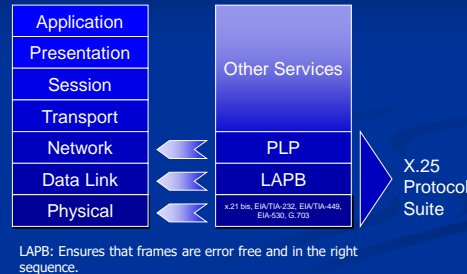 Application
Presentation
Session
Transport
Network
Data Link
Physical
Other Services
PLP
LAPB
x.21 bis, EIA/TIA-232, EIA/TIA-449,
EIA-530, G.703
X.25
Protocol
Suite
LAPB: Ensures that frames are error free and in the right
sequence.